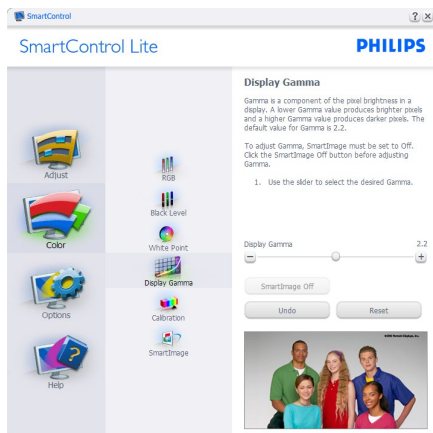 SmartControl
SmartControl Lite
PHILIPS
Adjust
Color
Options
Help
RGB
Black Level
White Point
Display Gamma
Calibration
SmartImage
Display Gamma
Gamma is a component of the pixel brightness in a
display. A lower Gamma value produces brighter pixels
and a higher Gamma value produces darker pixels. The
default value for Gamma is 2.2.
To adjust Gamma, SmartImage must be set to Off.
Click the SmartImage Off button before adjusting
Gamma.
1. Use the slider to select the desired Gamma.
Display Gamma 2.2
SmartImage Off
Undo Reset